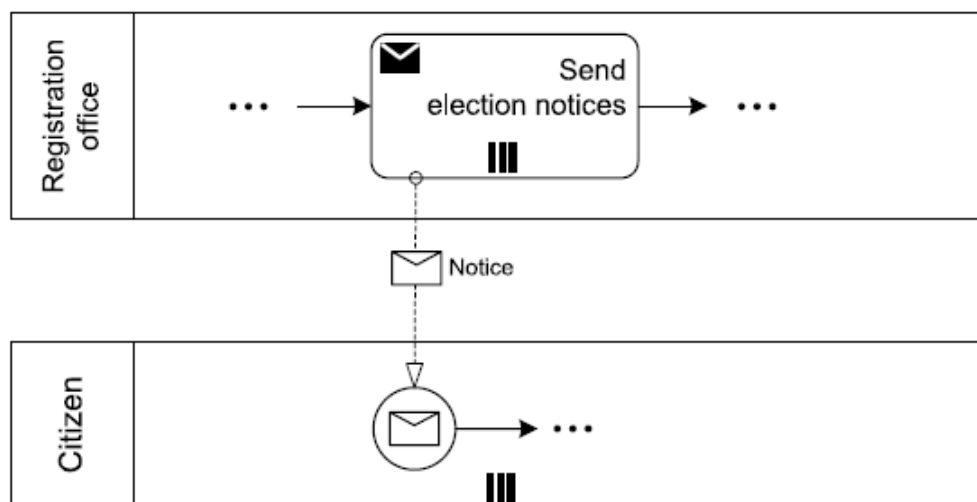 Registration
office
Send
election notices
Notice
Citizen